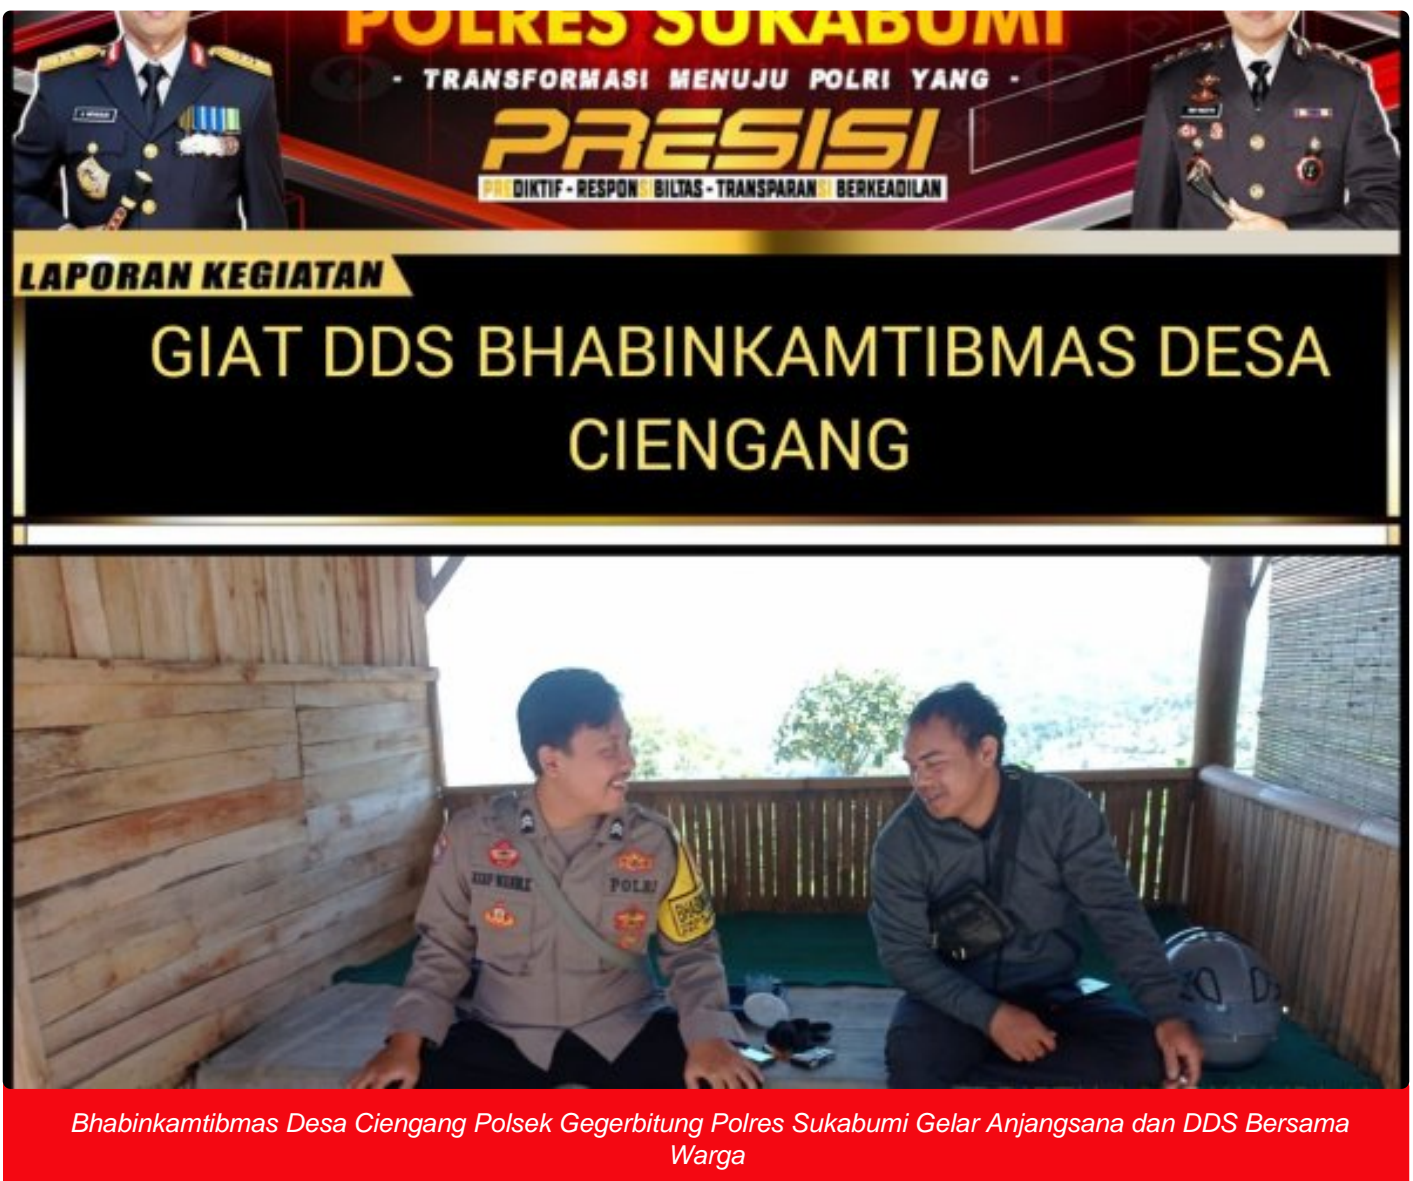 POLRES SUKABUMI
- TRANSFORMASI MENUJU POLRI YANG -
PRESISI
PREDIKTIF - RESPONSIBILTAS - TRANSPARANSI BERKEADILAN
LAPORAN KEGIATAN
GIAT DDS BHABINKAMTIBMAS DESA
CIENGANG
POLRI
Bhabinkamtibmas Desa Ciengang Polsek Gegerbitung Polres Sukabumi Gelar Anjangsana dan DDS Bersama
Warga